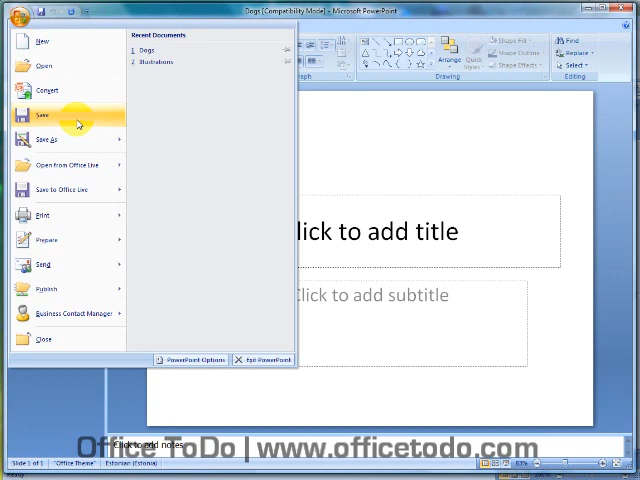 Dogs [Compatibility Mode] - Microsoft PowerPoint
New
Open
Convert
Save
Save As
Open from Office Live
Save to Office Live
Print
Prepare
Send
Publish
Business Contact Manager
Close
Recent Documents
1 Dogs
2 Illustrations
PowerPoint Options
Exit PowerPoint
Arrange
Quick
Styles
Shape Fill
Shape Outline
Shape Effects
Find
Replace
Select
Drawing
Editing
lick to add title
Click to add subtitle
Click to add notes
Office ToDo | www.officetodo.com
Slide 1 of 1
"Office Theme"
Estonian (Estonia)
83%
Ready